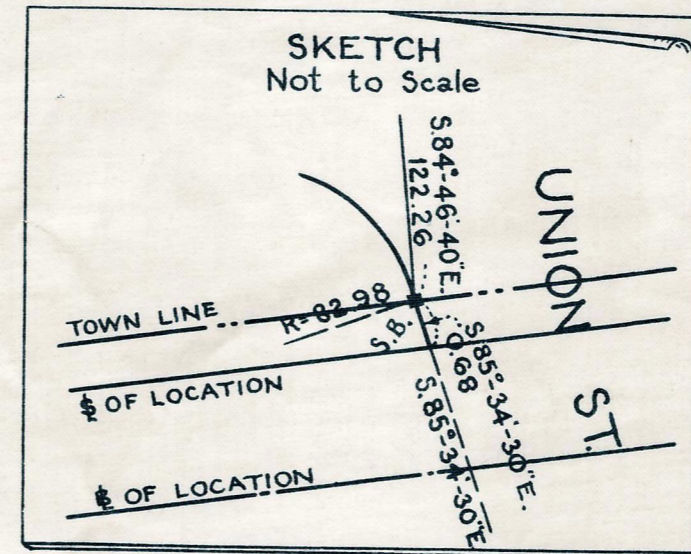 SKETCH
Not to Scale
S.84°-46'-40"E.
122.26
UNION
ST.
TOWN LINE
R=82.98
S.B.
0.68
S.85°-34'-30"E.
S.85°-34'-30"E
OF LOCATION
OF LOCATION